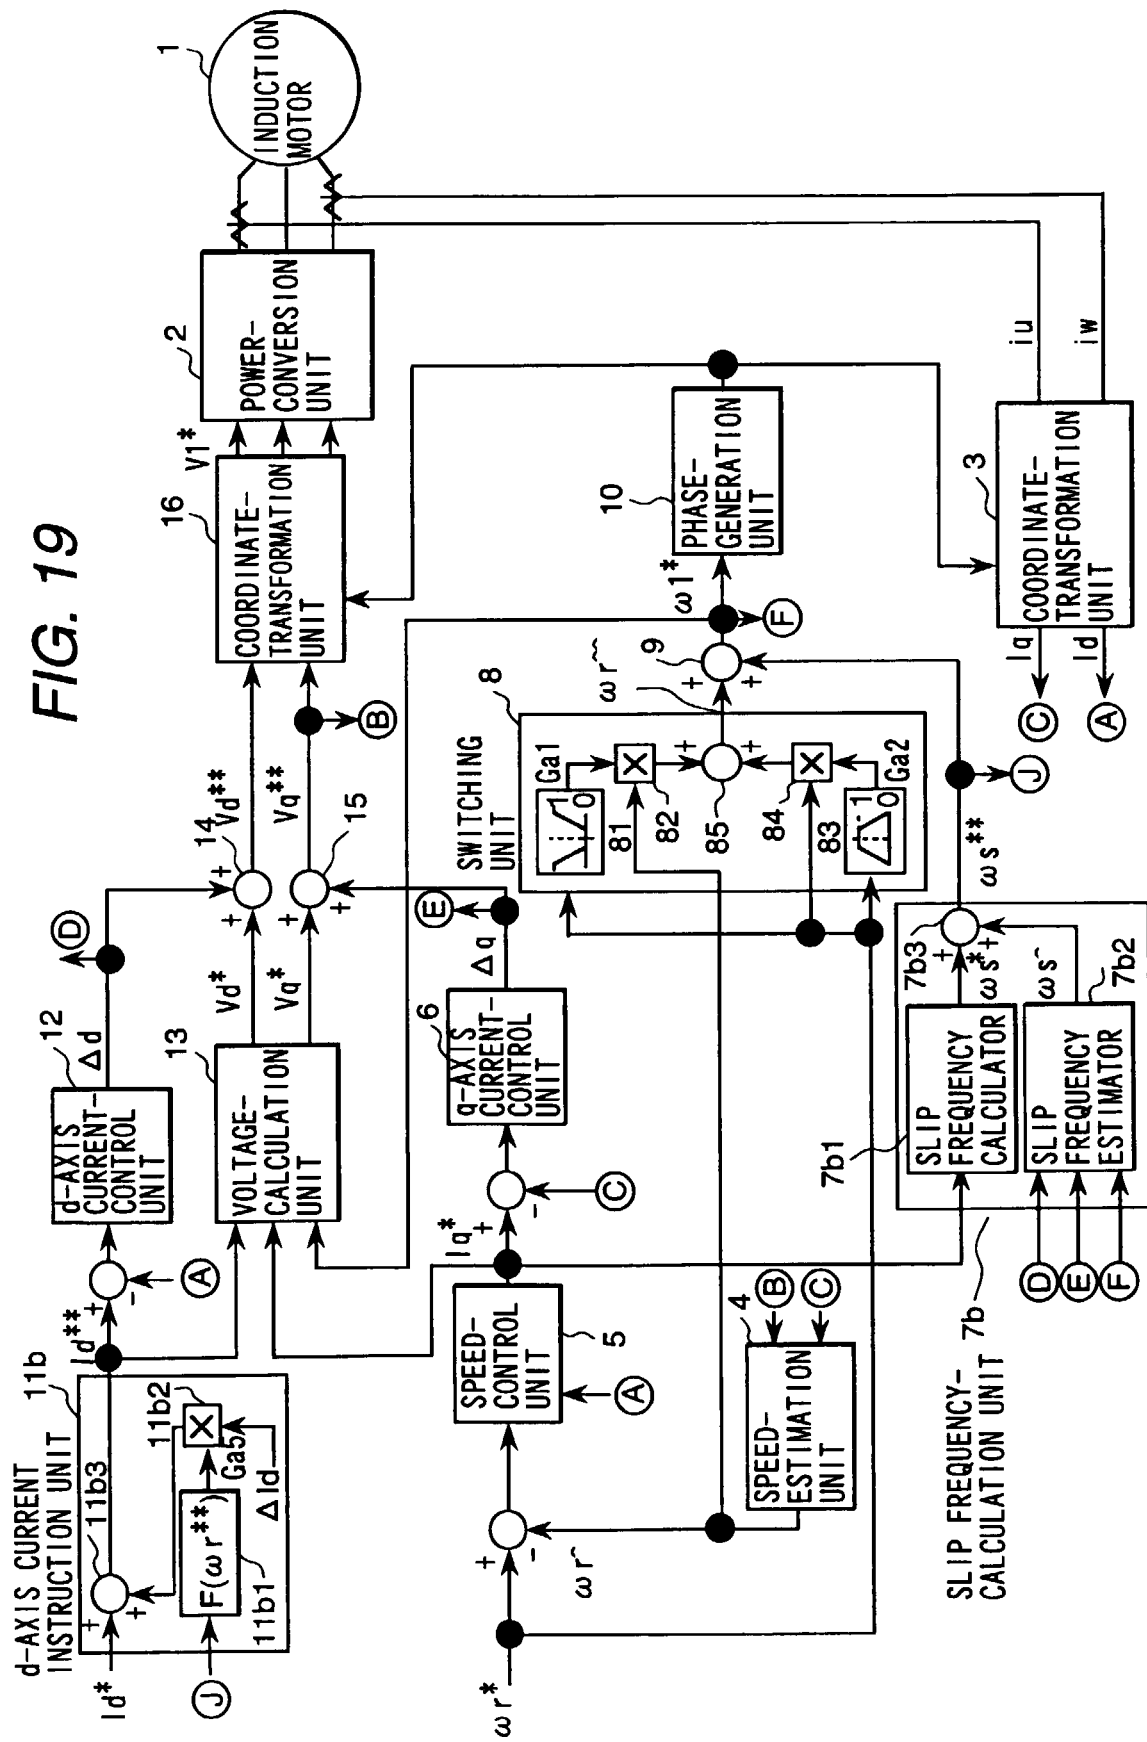 FIG. 19
d-AXIS CURRENT
INSTRUCTION UNIT
11b
11b3
11b2
Id*
+
+
Id**
F(ωr**)
11b1
Ga5
ΔId
X
J
+
-
A
12
d-AXIS
CURRENT-
CONTROL
UNIT
Δd
D
13
VOLTAGE-
CALCULATION
UNIT
Vd*
Vq*
14
+
+
Vd**
Vq**
15
+
+
B
16
COORDINATE-
TRANSFORMATION
UNIT
V1*
2
POWER-
CONVERSION
UNIT
1
INDUCTION
MOTOR
ωr*
+
-
ωr^
SPEED-
CONTROL
UNIT
5
A
Iq*
+
-
C
6
q-AXIS
CURRENT-
CONTROL
UNIT
Δq
E
4
SPEED-
ESTIMATION
UNIT
B
C
SWITCHING
UNIT
8
1
0
Ga1
81
X
82
+
+
85
X
84
83
1
0
Ga2
ωr^^
9
+
+
ω1*
F
10
PHASE-
GENERATION
UNIT
SLIP FREQUENCY-
CALCULATION UNIT
7b
7b1
SLIP
FREQUENCY
CALCULATOR
ωs*
7b3
+
+
SLIP
FREQUENCY
ESTIMATOR
7b2
ωs^
D
E
F
ωs**
J
iu
iw
3
COORDINATE-
TRANSFORMATION
UNIT
Iq
Id
C
A